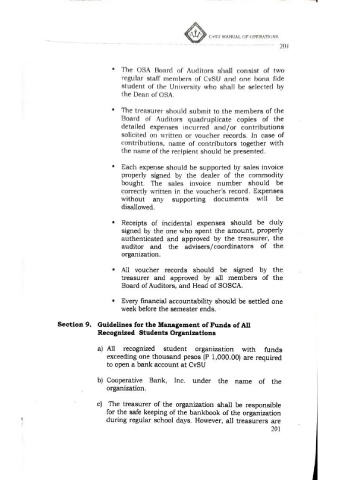 CvSU MANUAL OF OPERATIONS
201
• The OSA Board of Auditors shall consist of two
regular staff members of CvSU and one bona fide
student of the University who shall be selected by
the Dean of OSA.
• The treasurer should submit to the members of the
Board of Auditors quadruplicate copies of the
detailed expenses incurred and/or contributions
solicited on written or voucher records. In case of
contributions, name of contributors together with
the name of the recipient should be presented.
• Each expense should be supported by sales invoice
properly signed by the dealer of the commodity
bought. The sales invoice number should be
correctly written in the voucher's record. Expenses
without any supporting documents will be
disallowed.
• Receipts of incidental expenses should be duly
signed by the one who spent the amount, properly
authenticated and approved by the treasurer, the
auditor and the advisers/coordinators of the
organization.
• All voucher records should be signed by the
treasurer and approved by all members of the
Board of Auditors, and Head of SOSCA.
• Every financial accountability should be settled one
week before the semester ends.
Section 9. Guidelines for the Management of Funds of All
Recognized Students Organizations
a) All recognized student organization with funds
exceeding one thousand pesos (P 1,000.00) are required
to open a bank account at CvSU
b) Cooperative Bank, Inc. under the name of the
organization.
c) The treasurer of the organization shall be responsible
for the safe keeping of the bankbook of the organization
during regular school days. However, all treasurers are
201